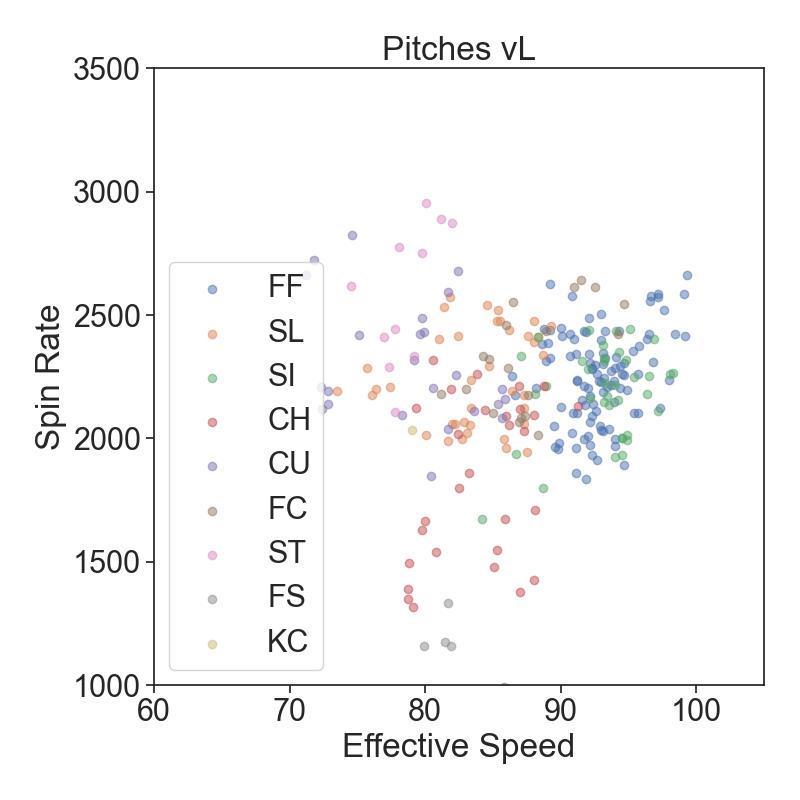 Pitches vL
3500
3000
2500
2000
1500
1000
Spin Rate
FF
SL
SI
CH
CU
FC
ST
FS
KC
60 70 80 90 100
Effective Speed